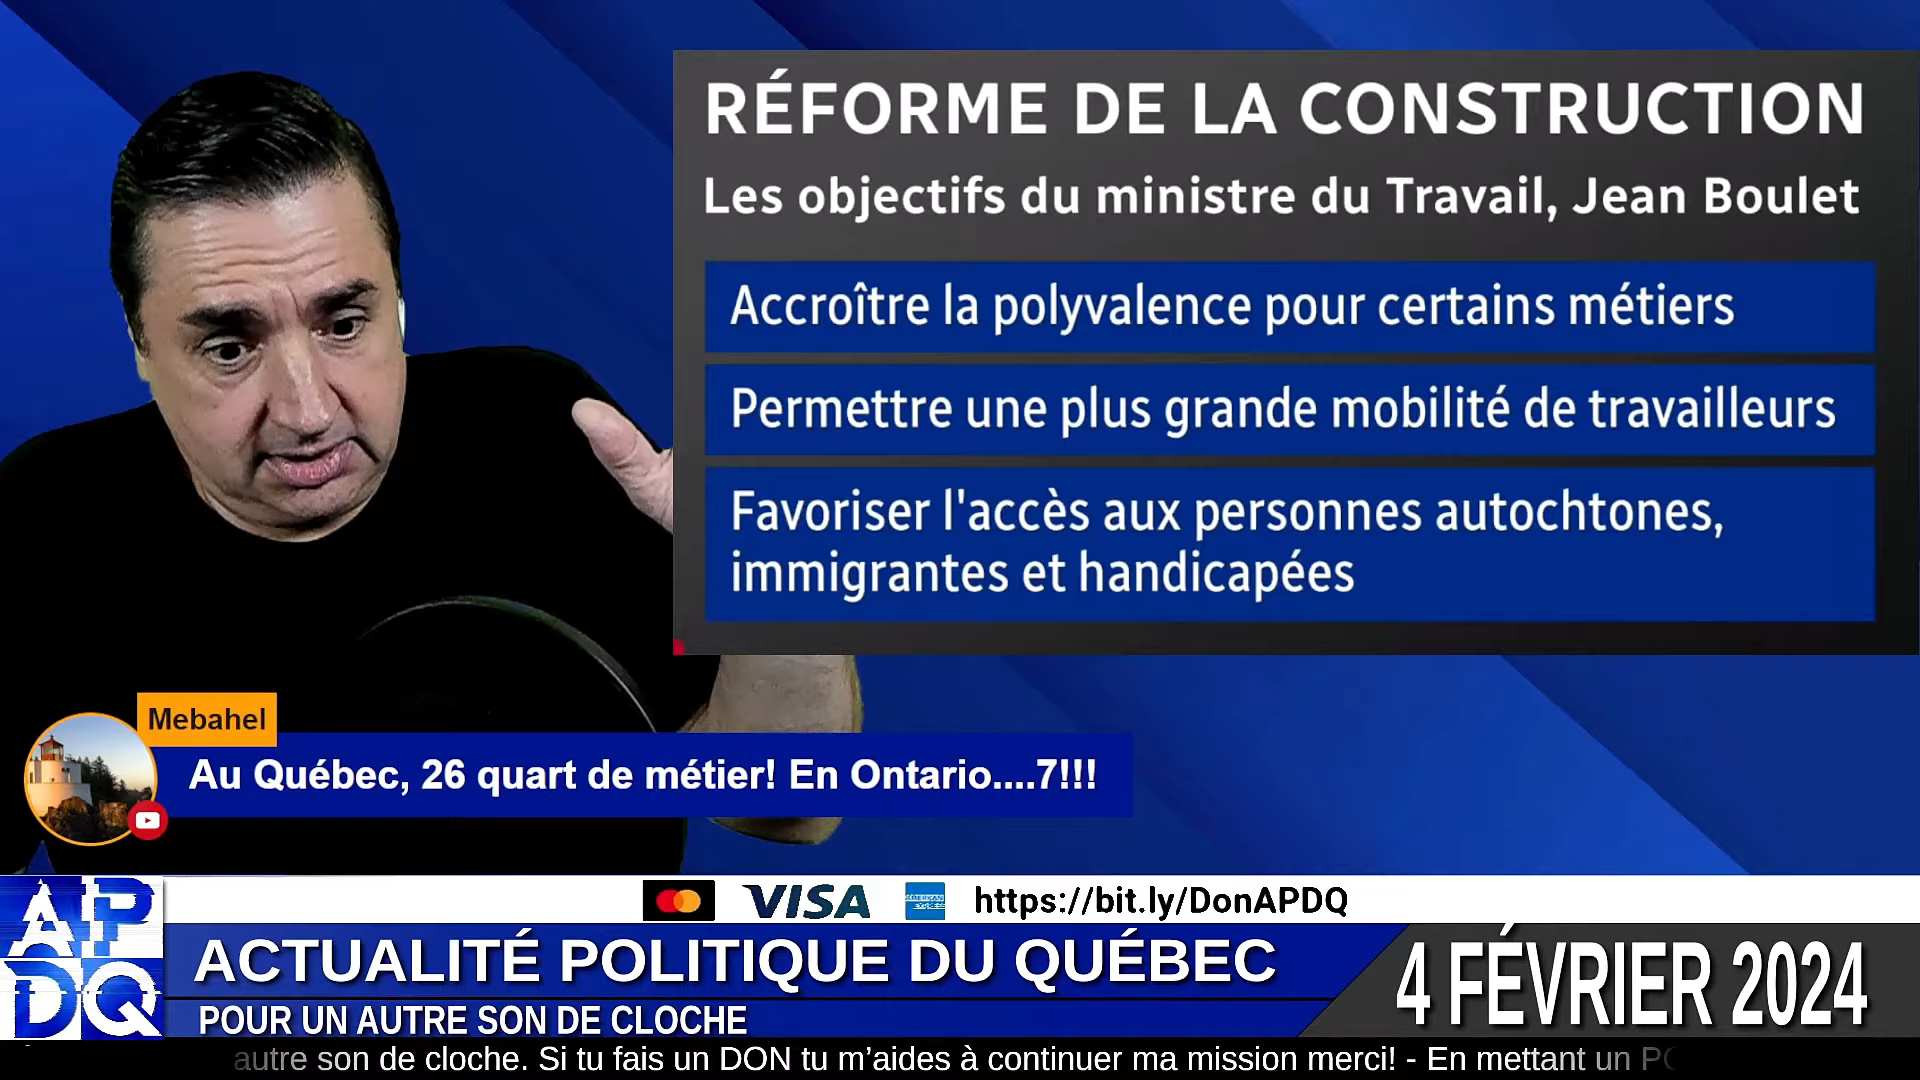 RÉFORME DE LA CONSTRUCTION
Les objectifs du ministre du Travail, Jean Boulet
Accroître la polyvalence pour certains métiers
Permettre une plus grande mobilité de travailleurs
Favoriser l'accès aux personnes autochtones,
immigrantes et handicapées
Mebahel
Au Québec, 26 quart de métier! En Ontario....7!!!
VISA
AMERICAN
EXPRESS
https://bit.ly/DonAPDQ
AP
DQ
ACTUALITÉ POLITIQUE DU QUÉBEC
POUR UN AUTRE SON DE CLOCHE
4 FÉVRIER 2024
autre son de cloche. Si tu fais un DON tu m’aides à continuer ma mission merci! - En mettant un